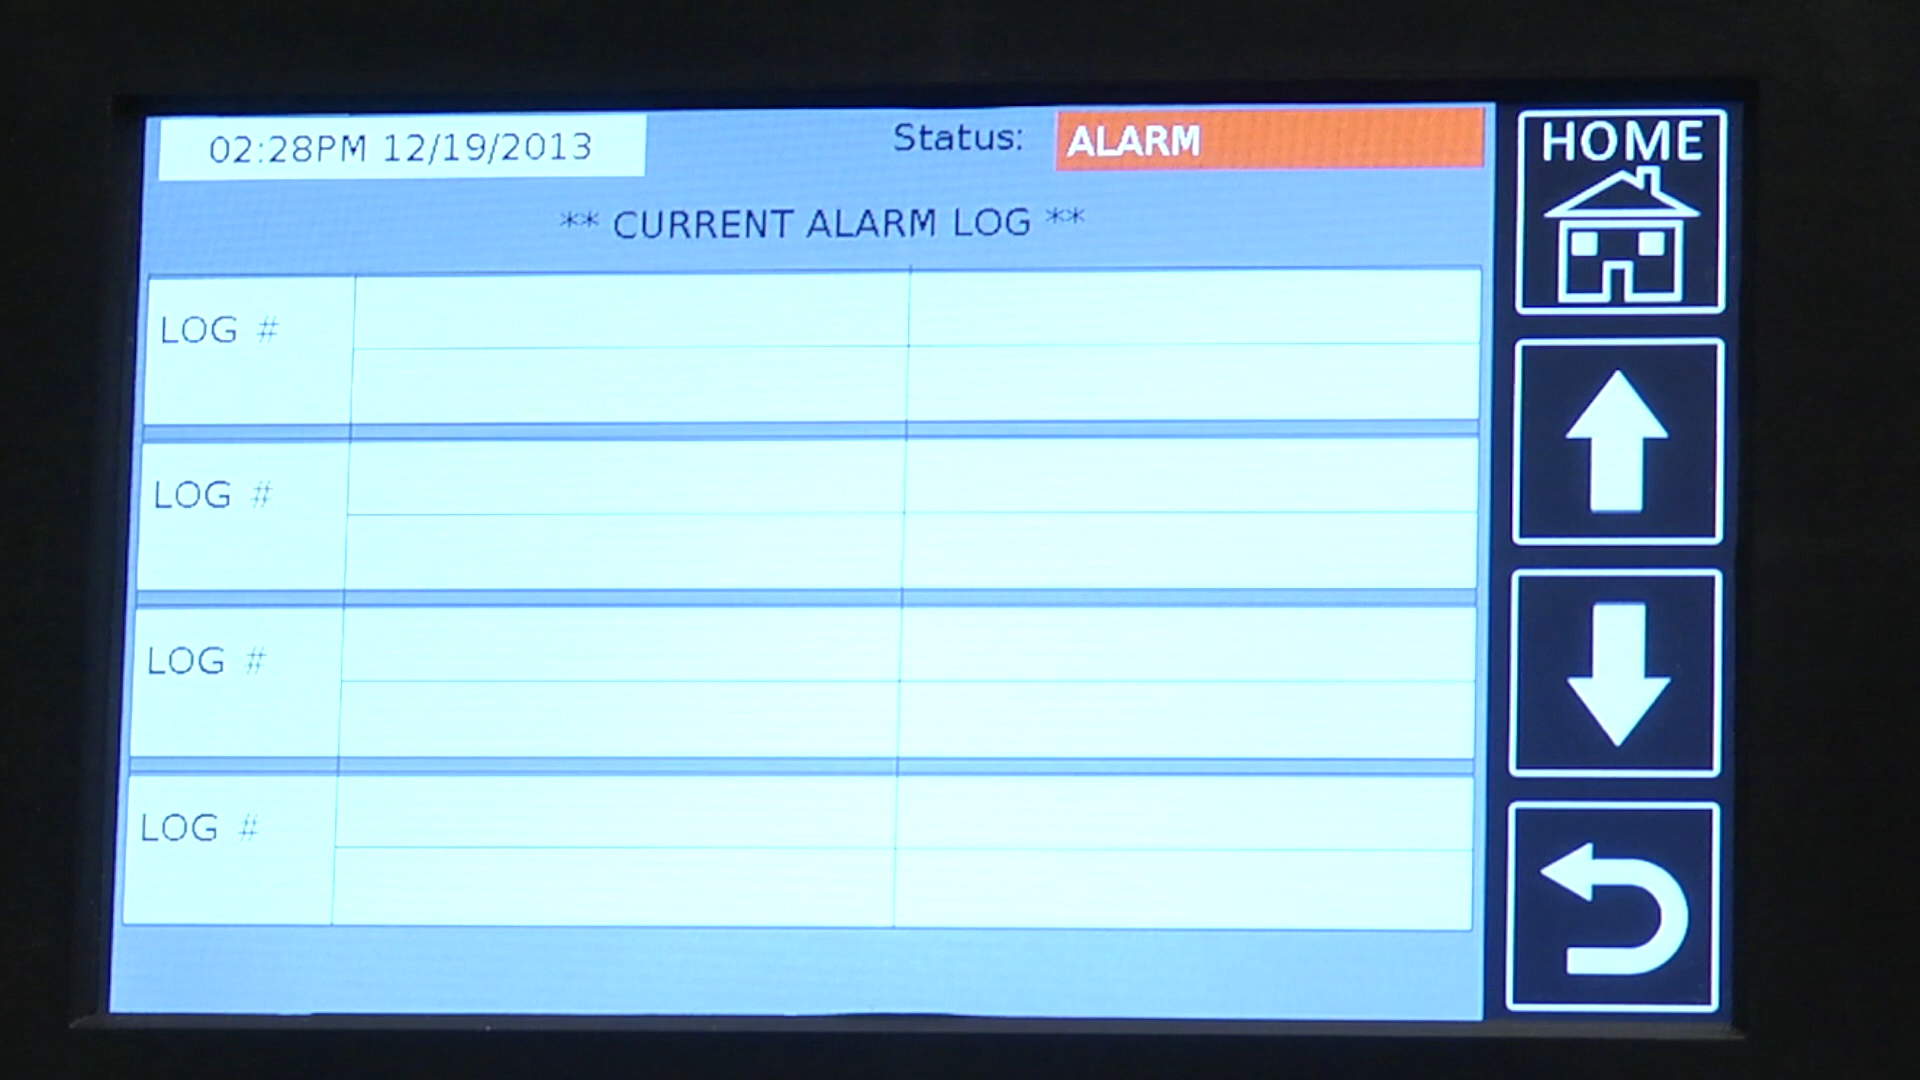 02:28PM 12/19/2013
Status: ALARM
HOME
** CURRENT ALARM LOG **
LOG #
LOG #
LOG #
LOG #